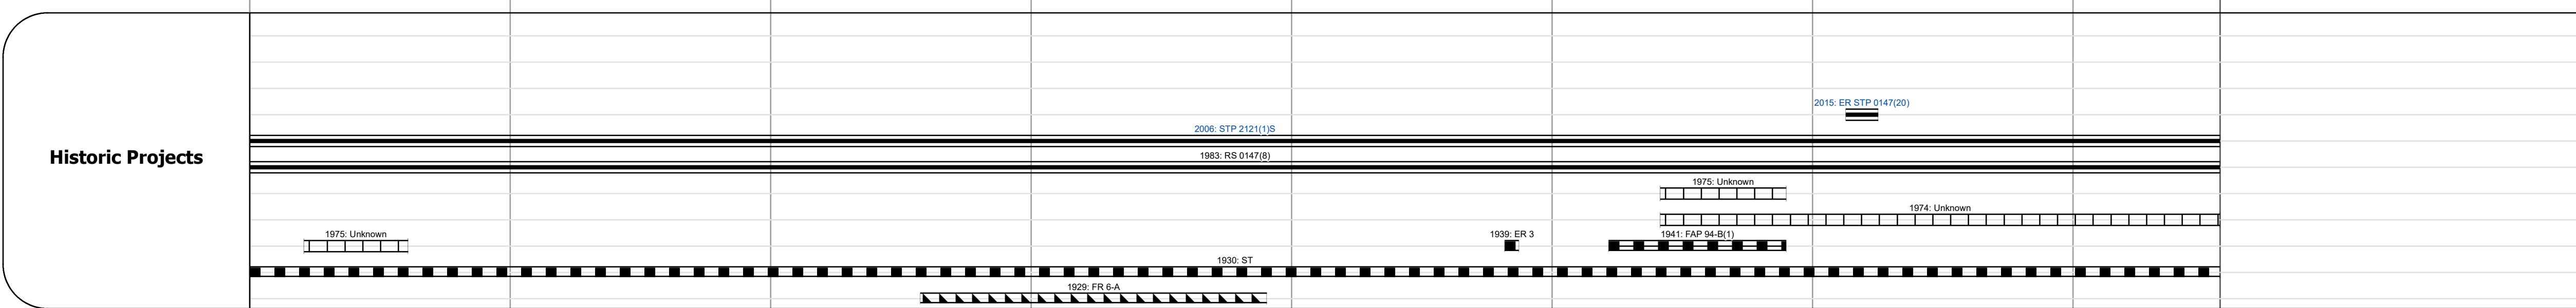 2015: ER STP 0147(20)
2006: STP 2121(1)S
Historic Projects
1983: RS 0147(8)
1975: Unknown
1974: Unknown
1975: Unknown
1939: ER 3
1941: FAP 94-B(1)
1930: ST
1929: FR 6-A